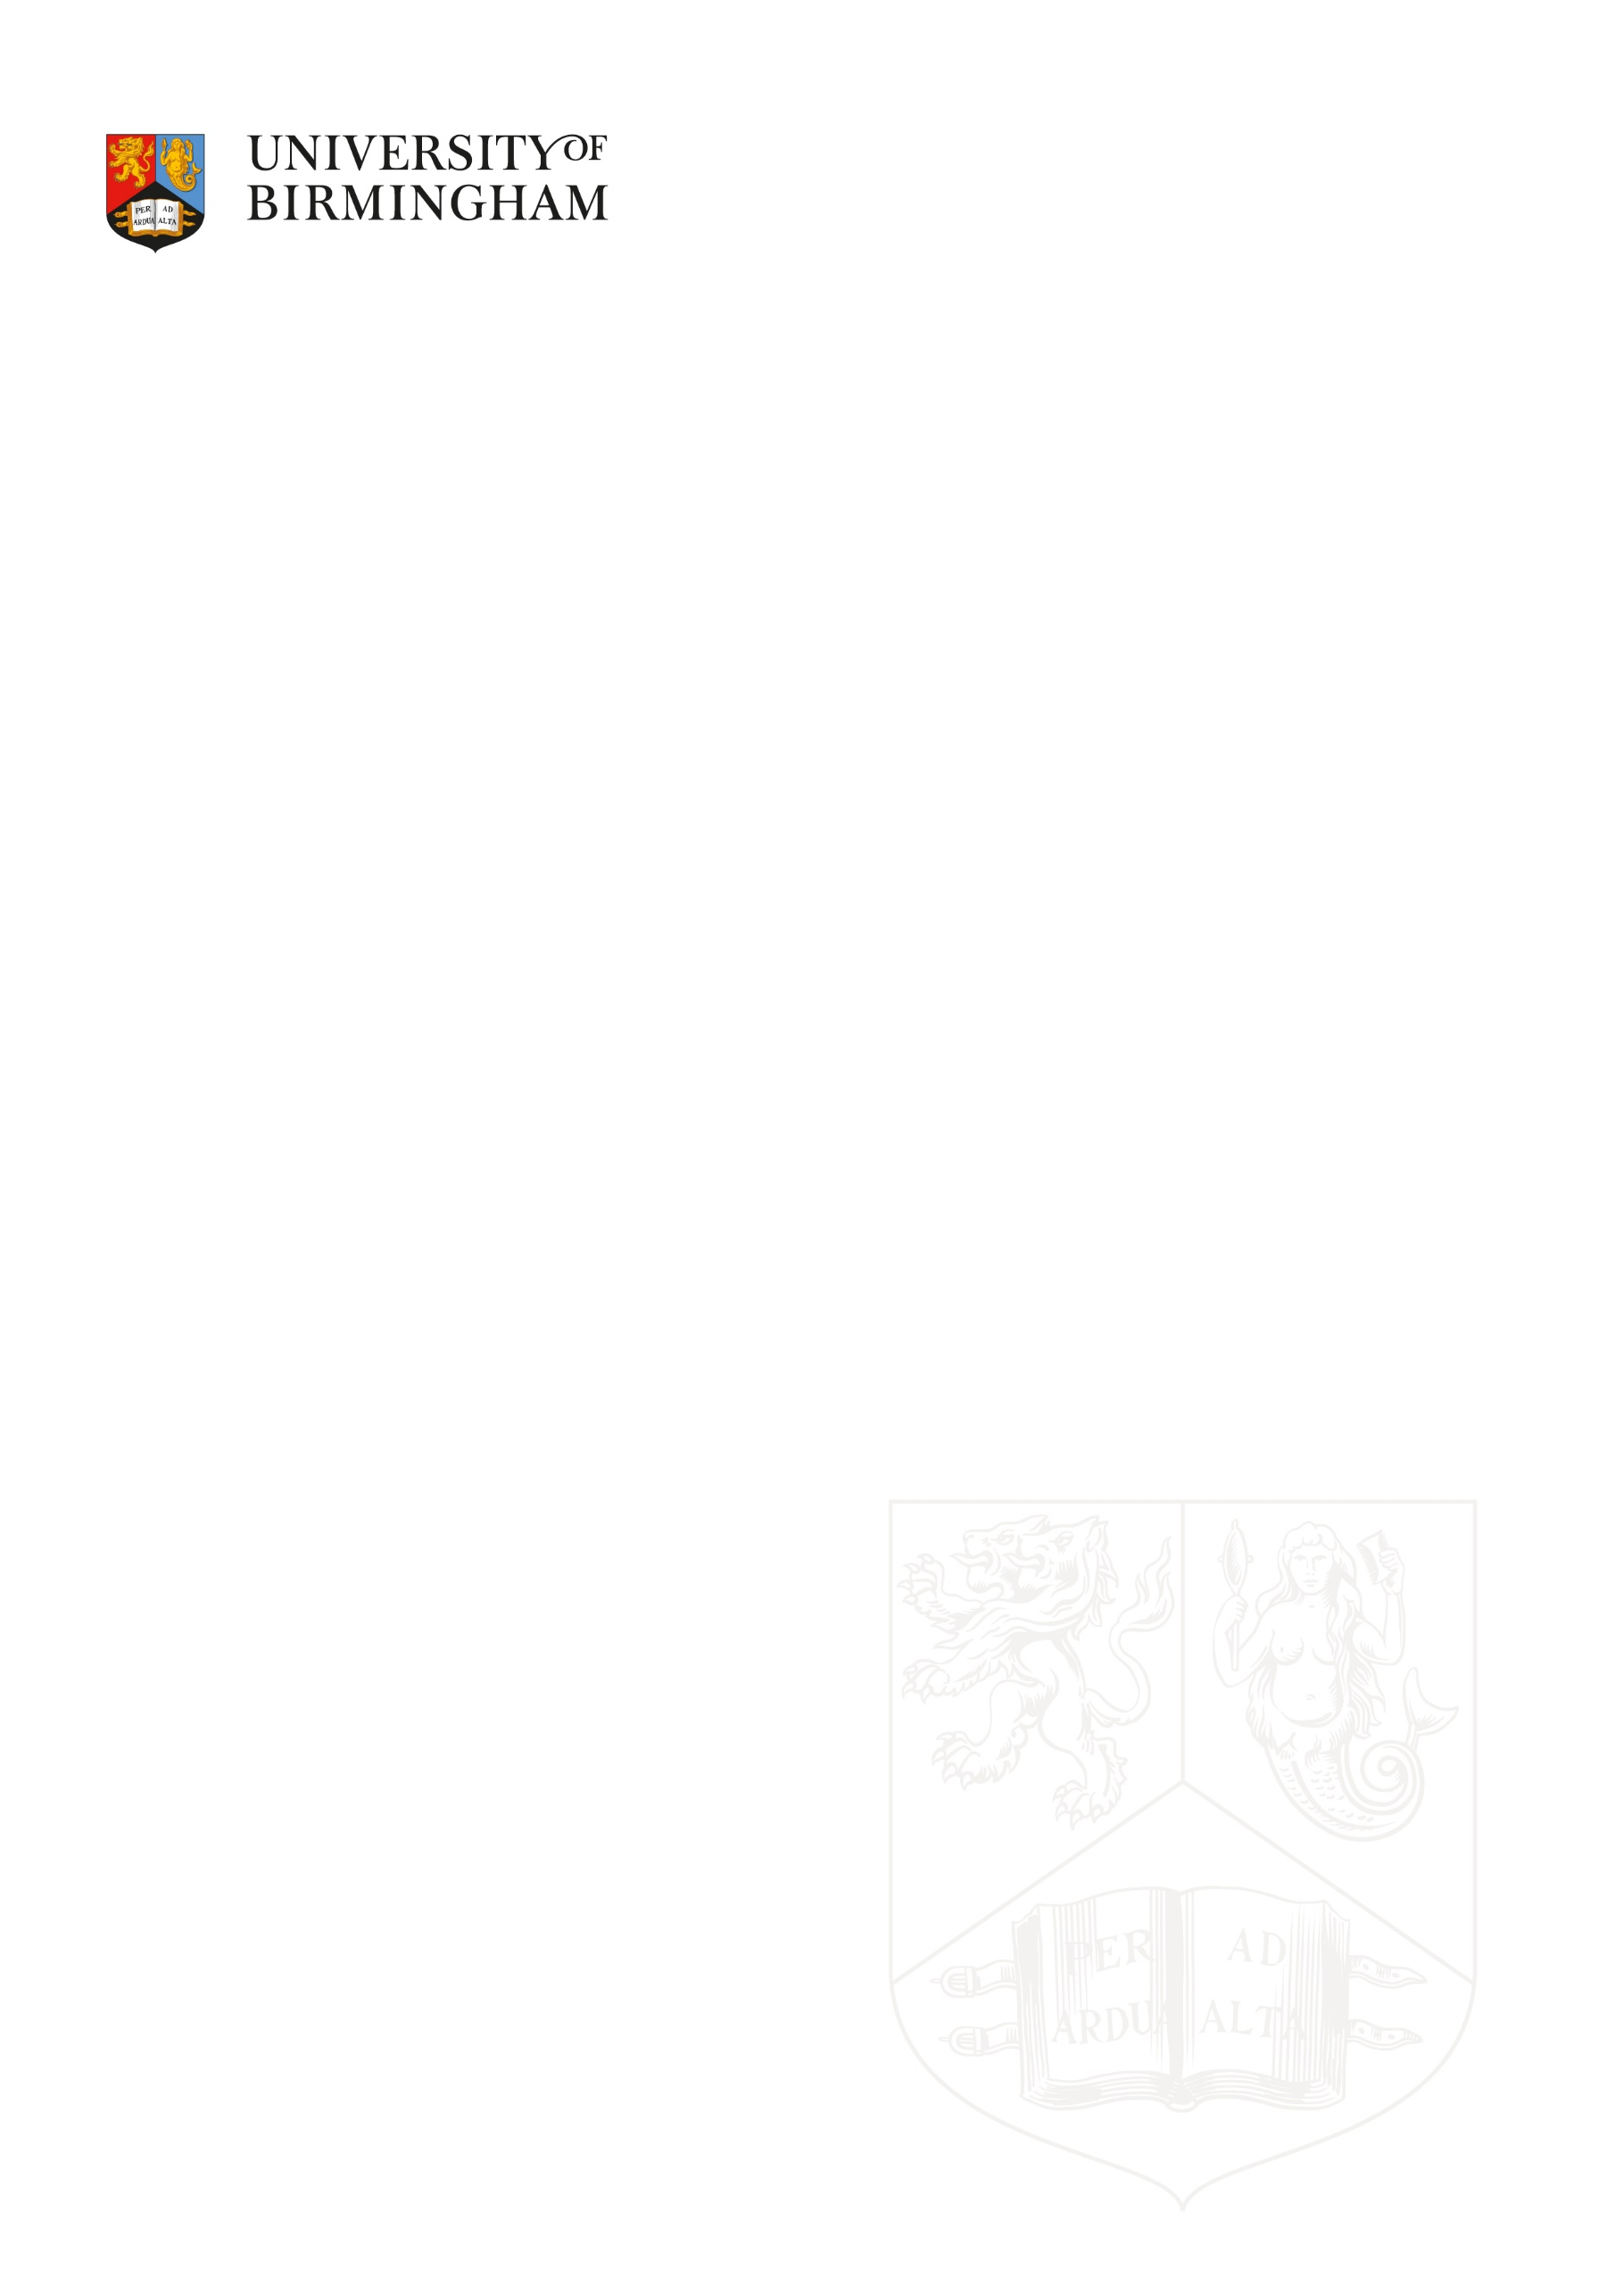 UNIVERSITY OF
BIRMINGHAM
PER AD
ARDUA ALTA
PER AD
ARDUA ALTA